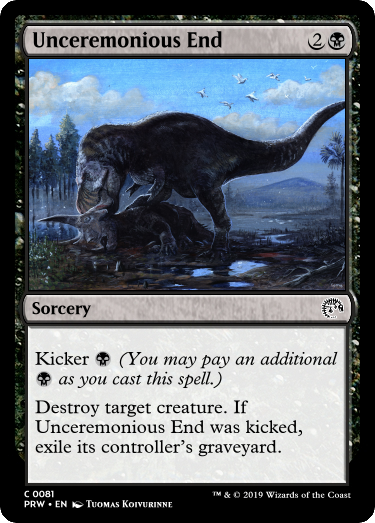 Unceremonious End 2
Sorcery
Kicker (You may pay an additional
as you cast this spell.)
Destroy target creature. If
Unceremonious End was kicked,
exile its controller's graveyard.
C 0081
PRW • EN Tuomas Koivurinne
™ & © 2019 Wizards of the Coast